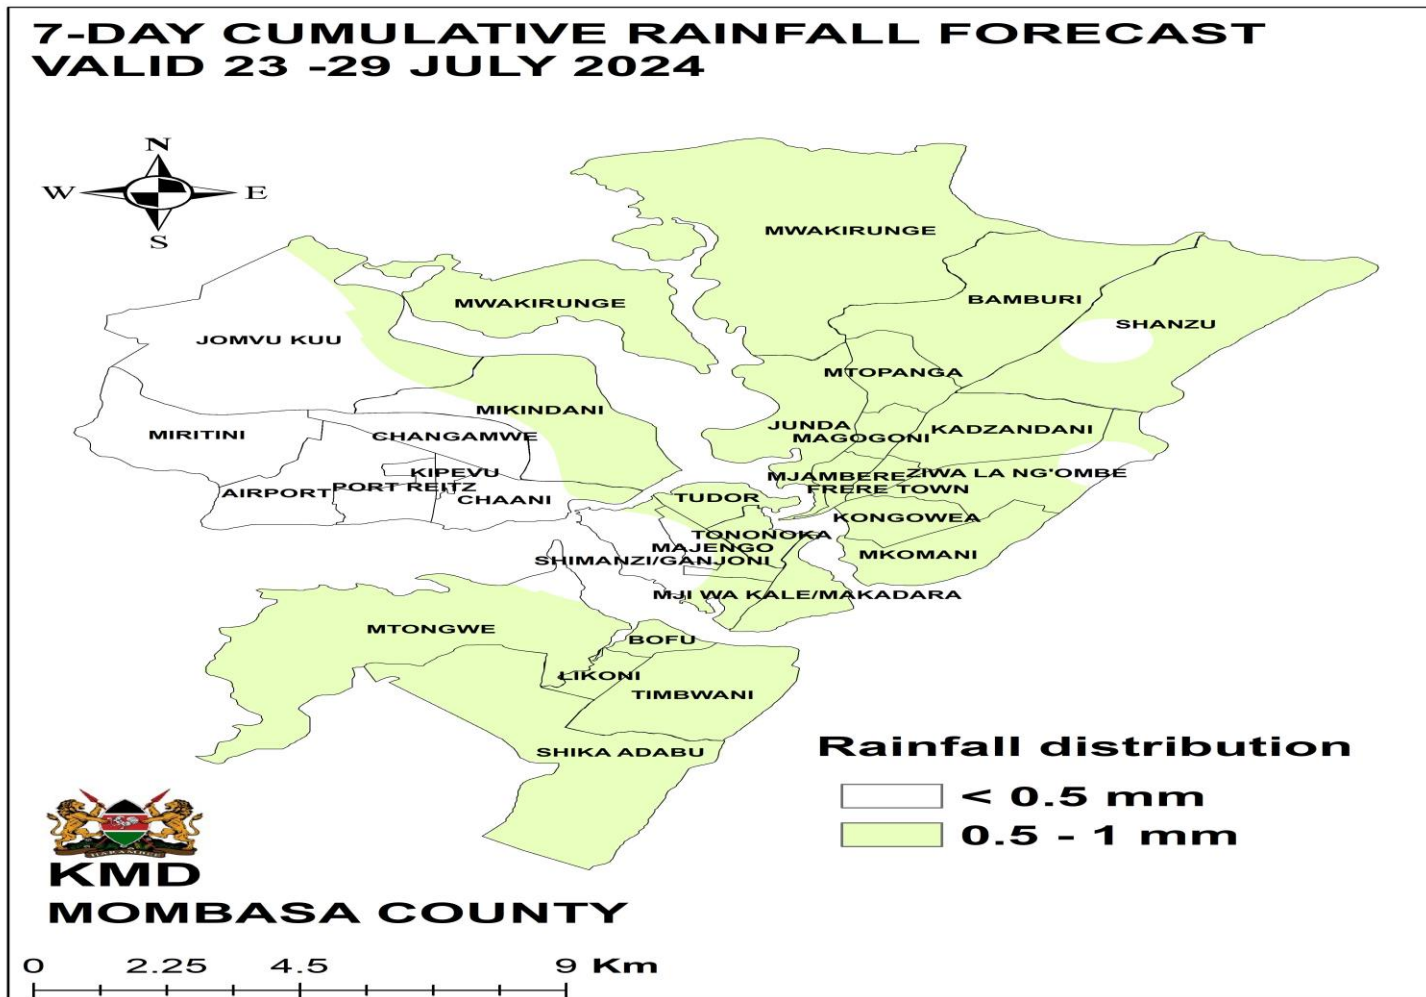 7-DAY CUMULATIVE RAINFALL FORECAST
VALID 23 -29 JULY 2024
N
W
E
S
MWAKIRUNGE
MWAKIRUNGE
BAMBURI
SHANZU
JOMVU KUU
MTOPANGA
MIKINDANI
JUNDA
KADZANDANI
MIRITINI
CHANGAMWE
MAGOGONI
KIPEVU
MJAMBERE
ZIWA LA NG'OMBE
AIRPORT
PORT REITZ
FRERE TOWN
CHAANI
TUDOR
KONGOWEA
TONONOKA
MAJENGO
MKOMANI
SHIMANZI/GANJONI
MJI WA KALE/MAKADARA
MTONGWE
BOFU
LIKONI
TIMBWANI
SHIKA ADABU
Rainfall distribution
< 0.5 mm
0.5 - 1 mm
HARAMBEE
KMD
MOMBASA COUNTY
0 2.25 4.5 9 Km